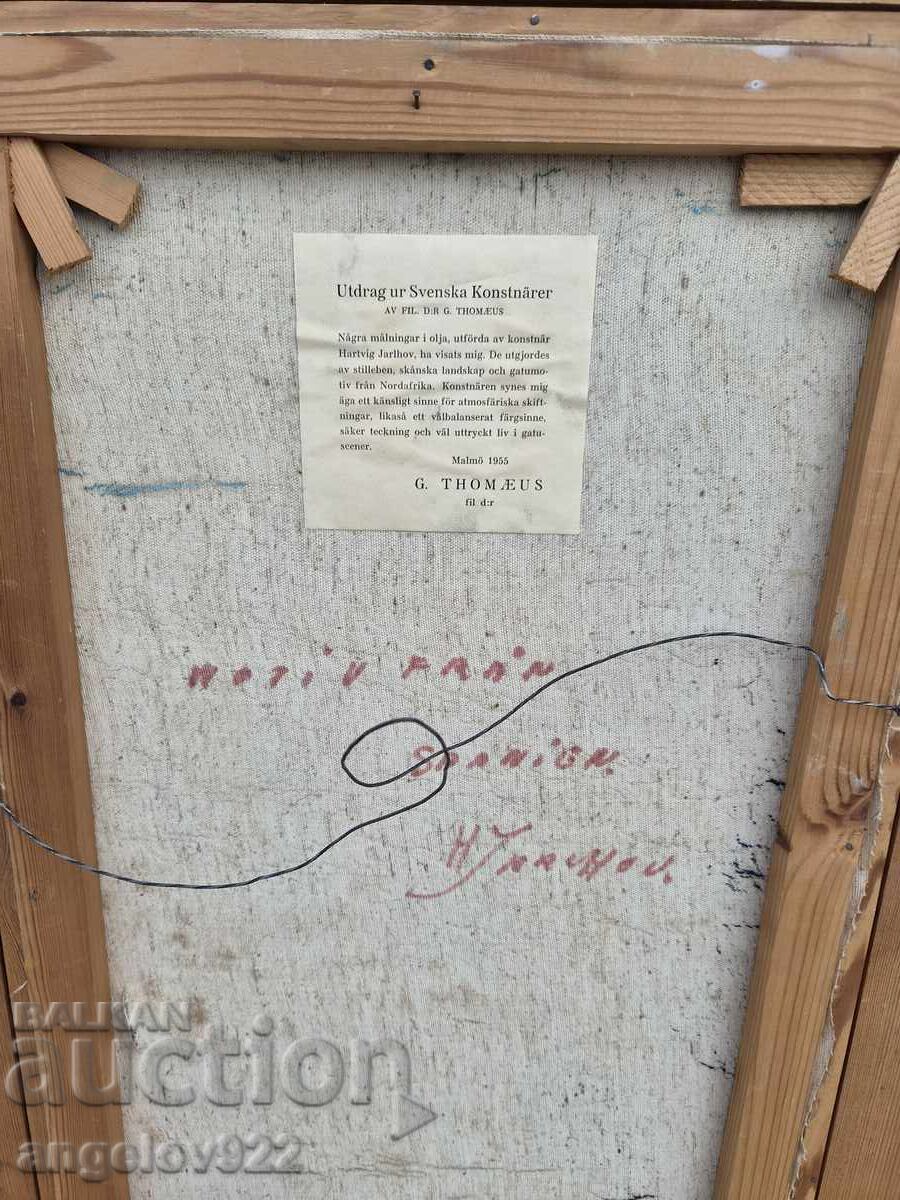 Utdrag ur Svenska Konstnärer
AV FIL. D:R G. THOMÆUS
Några målningar i olja, utförda av konstnär
Hartvig Jarlhov, ha visats mig. De utgjordes
av stilleben, skånska landskap och gatumo-
tiv från Nordafrika. Konstnären synes mig
äga ett känsligt sinne för atmosfäriska skift-
ningar, likaså ett vålbalanserat färgsinne,
säker teckning och väl uttryckt liv i gatu-
scener.
Malmö 1955
G. THOMÆUS
fil d:r
MOTIV FRÅN
SPANIEN.
H JARLHOV.
BALKAN
auction
angelov922